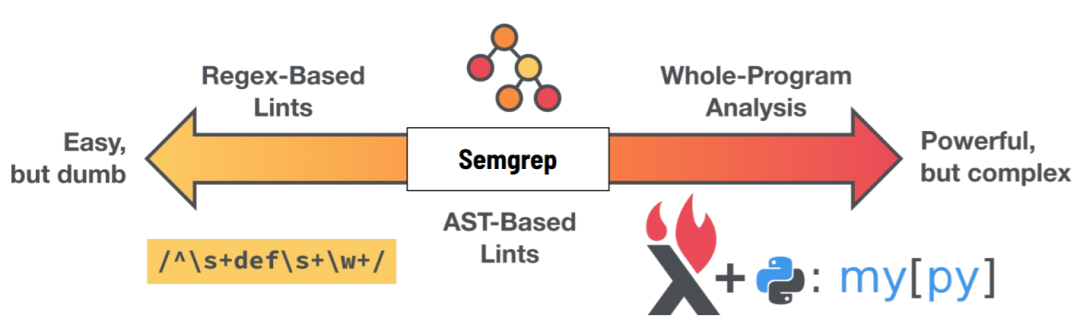 Regex-Based
Lints
Whole-Program
Analysis
Easy,
but dumb
Semgrep
Powerful,
but complex
AST-Based
Lints
/^\s+def\s+\w+/
λ+ : my[py]